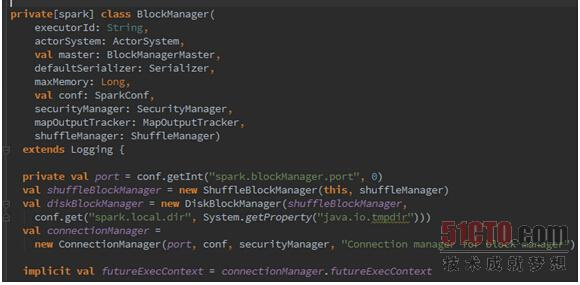 private[spark] class BlockManager(
    executorId: String,
    actorSystem: ActorSystem,
    val master: BlockManagerMaster,
    defaultSerializer: Serializer,
    maxMemory: Long,
    val conf: SparkConf,
    securityManager: SecurityManager,
    mapOutputTracker: MapOutputTracker,
    shuffleManager: ShuffleManager)
  extends Logging {
  private val port = conf.getInt("spark.blockManager.port", 0)
  val shuffleBlockManager = new ShuffleBlockManager(this, shuffleManager)
  val diskBlockManager = new DiskBlockManager(shuffleBlockManager,
    conf.get("spark.local.dir", System.getProperty("java.io.tmpdir")))
  val connectionManager =
    new ConnectionManager(port, conf, securityManager, "Connection manager for block manager")
  implicit val futureExecContext = connectionManager.futureExecContext
51CTO.com
技术成就梦想